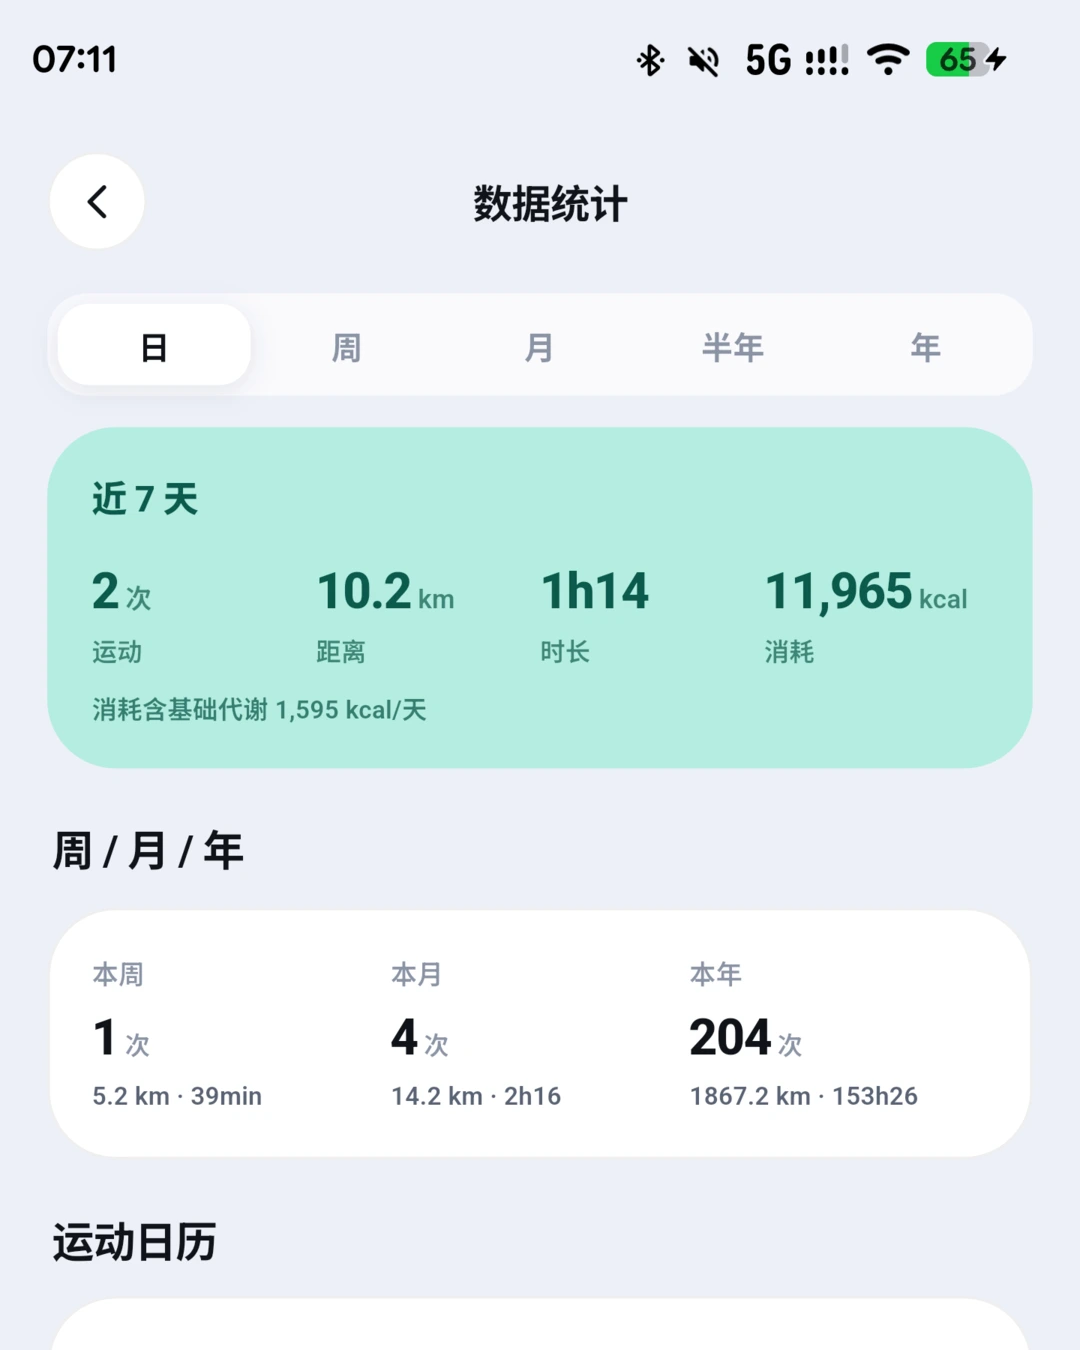 07:11 5G 65
数据统计
日 周 月 半年 年
近 7 天
2 次 10.2 km 1h14 11,965 kcal
运动 距离 时长 消耗
消耗含基础代谢 1,595 kcal/天
周 / 月 / 年
本周 本月 本年
1 次 4 次 204 次
5.2 km · 39min 14.2 km · 2h16 1867.2 km · 153h26
运动日历